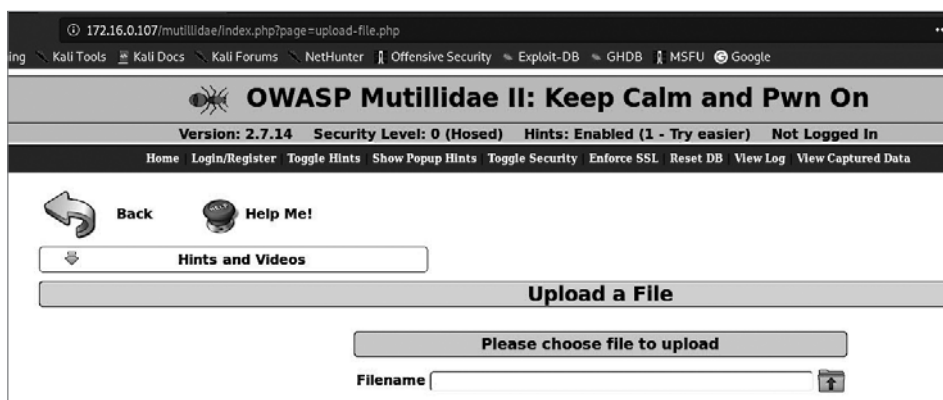 172.16.0.107/mutillidae/index.php?page=upload-file.php
ing Kali Tools Kali Docs Kali Forums NetHunter Offensive Security Exploit-DB GHDB MSFU Google
OWASP Mutillidae II: Keep Calm and Pwn On
Version: 2.7.14 Security Level: 0 (Hosed) Hints: Enabled (1 - Try easier) Not Logged In
Home Login/Register Toggle Hints Show Popup Hints Toggle Security Enforce SSL Reset DB View Log View Captured Data
Back Help Me!
Hints and Videos
Upload a File
Please choose file to upload
Filename